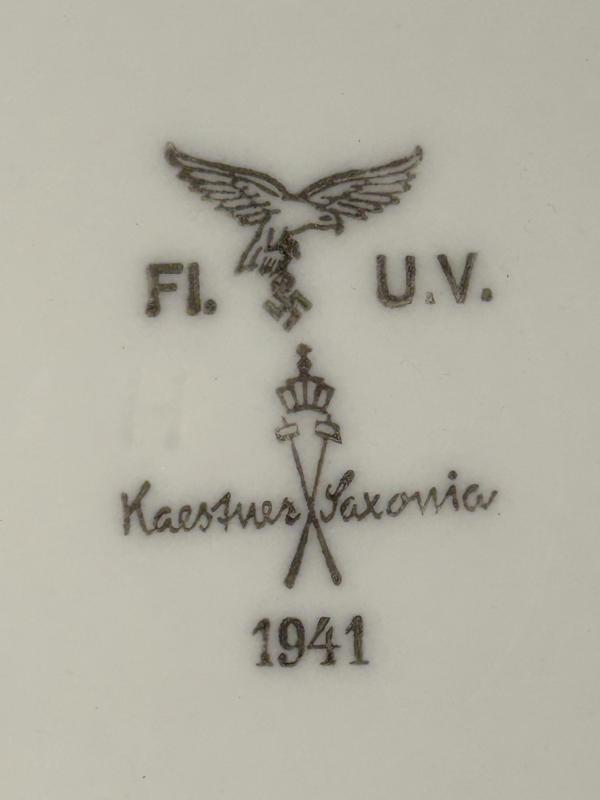 Fl. U.V.
Kaestner Saxonia
1941